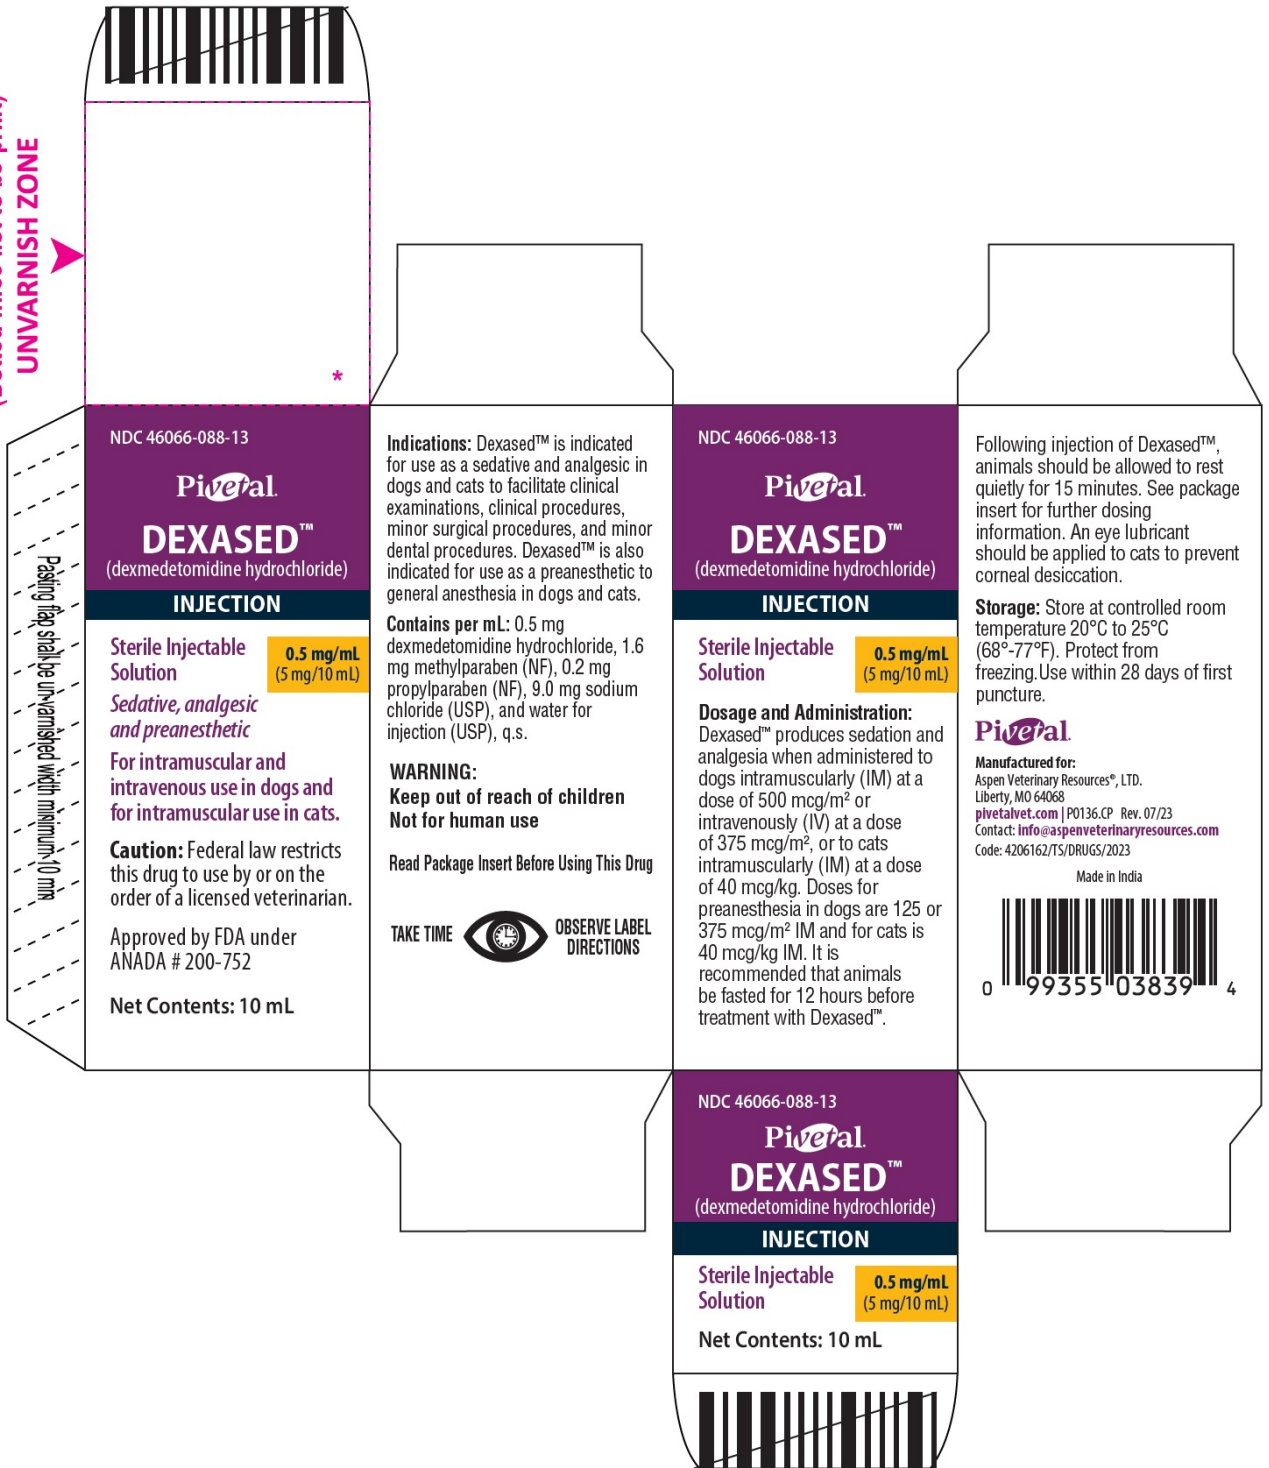 UNVARNISH ZONE
*
Pasting flap shall be un-varnished width minimum 10 mm
NDC 46066-088-13
Pivetal.
DEXASED™
(dexmedetomidine hydrochloride)
INJECTION
Sterile Injectable
Solution
0.5 mg/mL
(5 mg/10 mL)
Sedative, analgesic
and preanesthetic
For intramuscular and
intravenous use in dogs and
for intramuscular use in cats.
Caution: Federal law restricts
this drug to use by or on the
order of a licensed veterinarian.
Approved by FDA under
ANADA # 200-752
Net Contents: 10 mL
Indications: Dexased™ is indicated
for use as a sedative and analgesic in
dogs and cats to facilitate clinical
examinations, clinical procedures,
minor surgical procedures, and minor
dental procedures. Dexased™ is also
indicated for use as a preanesthetic to
general anesthesia in dogs and cats.
Contains per mL: 0.5 mg
dexmedetomidine hydrochloride, 1.6
mg methylparaben (NF), 0.2 mg
propylparaben (NF), 9.0 mg sodium
chloride (USP), and water for
injection (USP), q.s.
WARNING:
Keep out of reach of children
Not for human use
Read Package Insert Before Using This Drug
TAKE TIME
OBSERVE LABEL
DIRECTIONS
NDC 46066-088-13
Pivetal.
DEXASED™
(dexmedetomidine hydrochloride)
INJECTION
Sterile Injectable
Solution
0.5 mg/mL
(5 mg/10 mL)
Dosage and Administration:
Dexased™ produces sedation and
analgesia when administered to
dogs intramuscularly (IM) at a
dose of 500 mcg/m² or
intravenously (IV) at a dose
of 375 mcg/m², or to cats
intramuscularly (IM) at a dose
of 40 mcg/kg. Doses for
preanesthesia in dogs are 125 or
375 mcg/m² IM and for cats is
40 mcg/kg IM. It is
recommended that animals
be fasted for 12 hours before
treatment with Dexased™.
Following injection of Dexased™,
animals should be allowed to rest
quietly for 15 minutes. See package
insert for further dosing
information. An eye lubricant
should be applied to cats to prevent
corneal desiccation.
Storage: Store at controlled room
temperature 20°C to 25°C
(68°-77°F). Protect from
freezing.Use within 28 days of first
puncture.
Pivetal.
Manufactured for:
Aspen Veterinary Resources®, LTD.
Liberty, MO 64068
pivetalvet.com | P0136.CP Rev. 07/23
Contact: info@aspenveterinaryresources.com
Code: 4206162/TS/DRUGS/2023
Made in India
0 99355 03839 4
NDC 46066-088-13
Pivetal.
DEXASED™
(dexmedetomidine hydrochloride)
INJECTION
Sterile Injectable
Solution
0.5 mg/mL
(5 mg/10 mL)
Net Contents: 10 mL